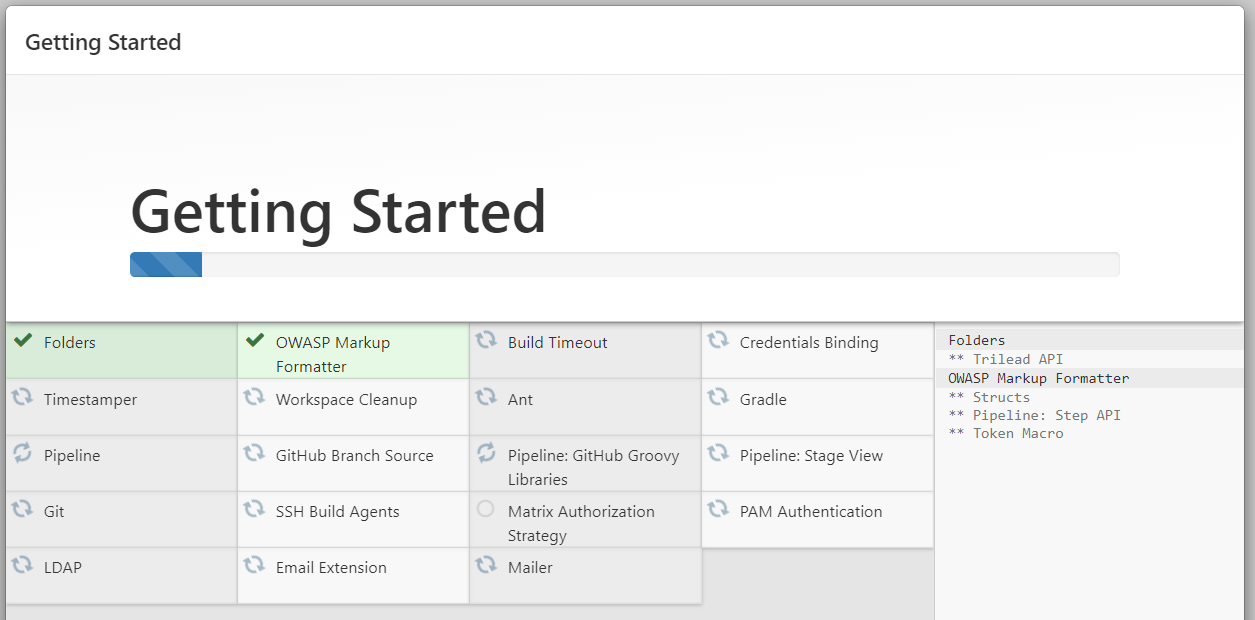 Getting Started
Getting Started
Folders
OWASP Markup
Formatter
Build Timeout
Credentials Binding
Timestamper
Workspace Cleanup
Ant
Gradle
Pipeline
GitHub Branch Source
Pipeline: GitHub Groovy
Libraries
Pipeline: Stage View
Git
SSH Build Agents
Matrix Authorization
Strategy
PAM Authentication
LDAP
Email Extension
Mailer
Folders
** Trilead API
OWASP Markup Formatter
** Structs
** Pipeline: Step API
** Token Macro